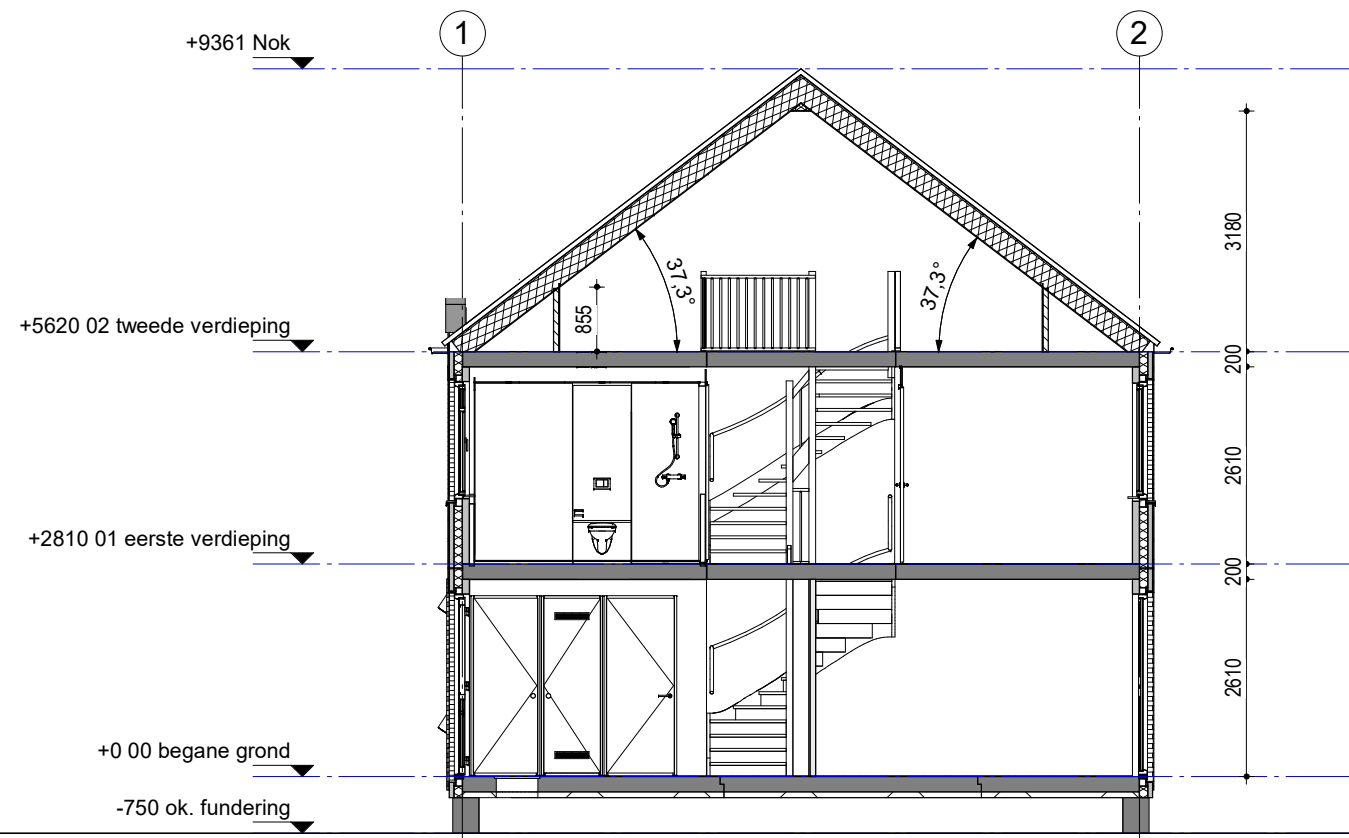 1
2
+9361 Nok
3180
37,3°
37,3°
855
+5620 02 tweede verdieping
200
2610
+2810 01 eerste verdieping
200
2610
+0 00 begane grond
-750 ok. fundering